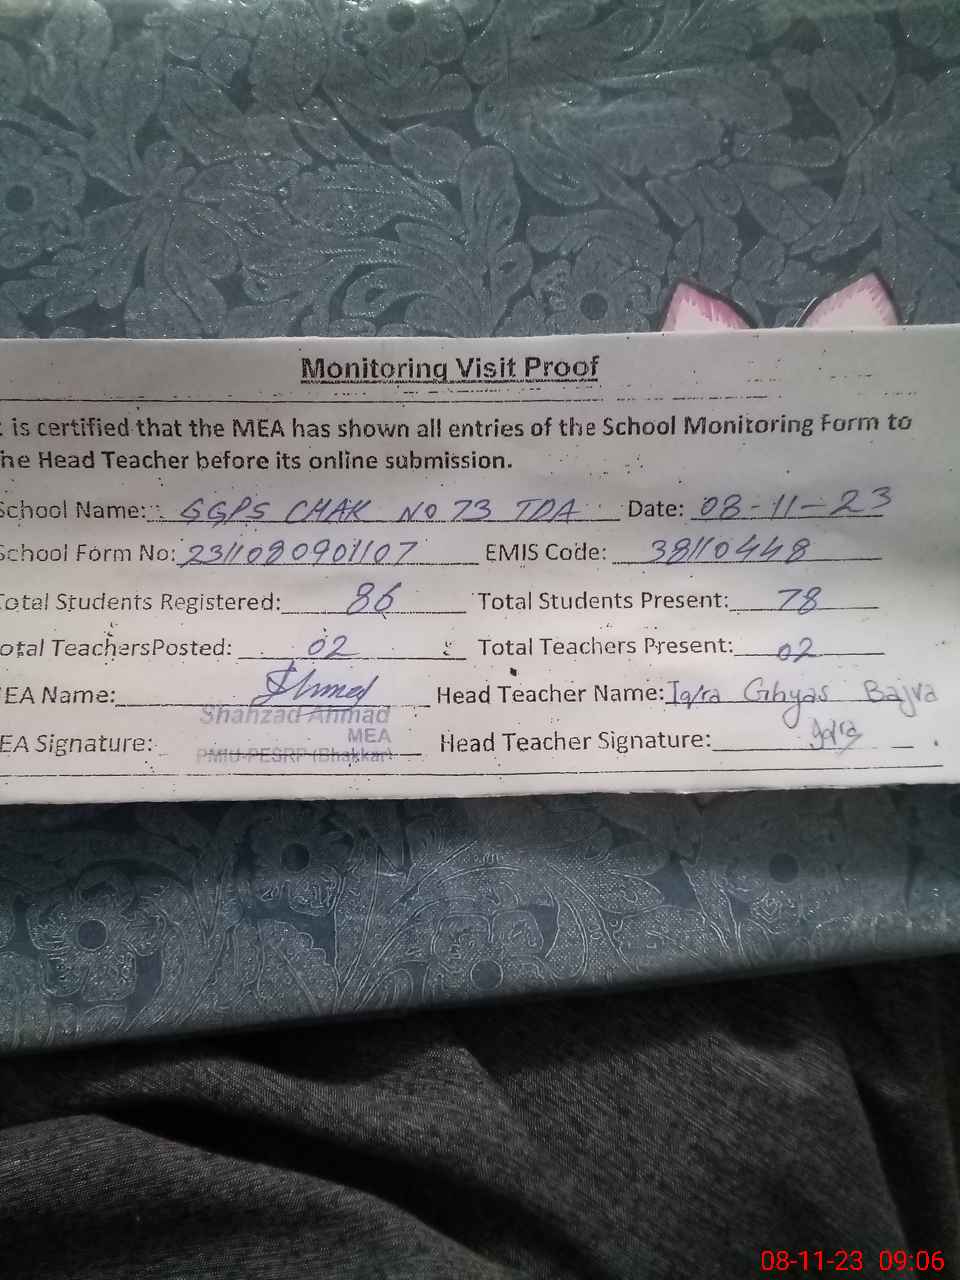 Monitoring Visit Proof
is certified that the MEA has shown all entries of the School Monitoring Form to
he Head Teacher before its online submission.
School Name: GGPS CHAK NO 73 TDA Date: 08-11-23
School Form No: 2311080901107 EMIS Code: 38110448
Total Students Registered: 86 Total Students Present: 78
otal TeachersPosted: 02 Total Teachers Present: 02
EA Name: Ahmed Head Teacher Name: Iqra Ghyas Bajva
Shahzad Ahmad
MEA
EA Signature: Head Teacher Signature: Iqra
PMIU-PESRP (Bhakkar)
08-11-23 09:06